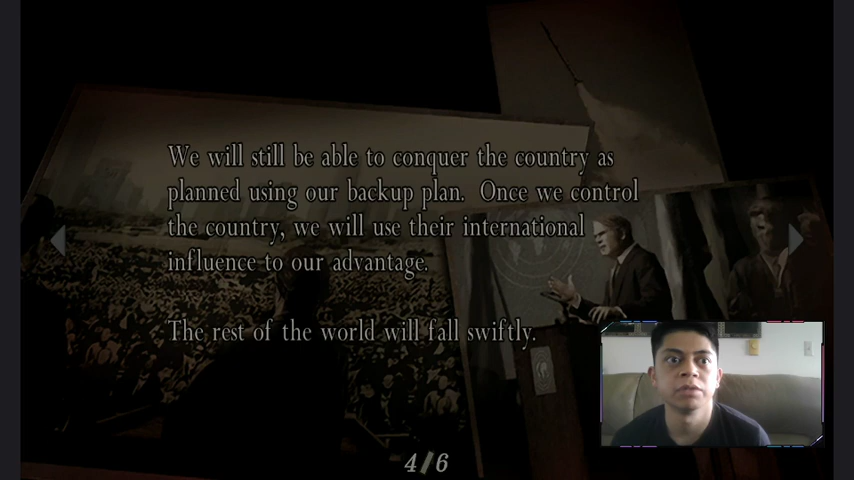 We will still be able to conquer the country as
planned using our backup plan.  Once we control
the country, we will use their international
influence to our advantage.
The rest of the world will fall swiftly.
4/6